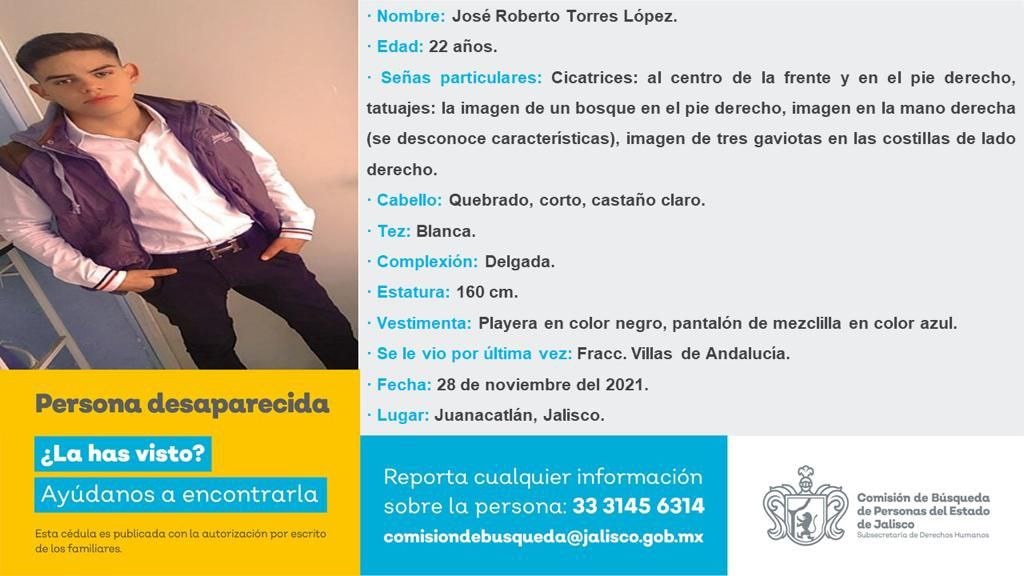 · Nombre: José Roberto Torres López.
· Edad: 22 años.
· Señas particulares: Cicatrices: al centro de la frente y en el pie derecho,
tatuajes: la imagen de un bosque en el pie derecho, imagen en la mano derecha
(se desconoce características), imagen de tres gaviotas en las costillas de lado
derecho.
· Cabello: Quebrado, corto, castaño claro.
· Tez: Blanca.
· Complexión: Delgada.
· Estatura: 160 cm.
· Vestimenta: Playera en color negro, pantalón de mezclilla en color azul.
· Se le vio por última vez: Fracc. Villas de Andalucía.
· Fecha: 28 de noviembre del 2021.
· Lugar: Juanacatlán, Jalisco.
Persona desaparecida
¿La has visto?
Ayúdanos a encontrarla
Esta cédula es publicada con la autorización por escrito
de los familiares.
Reporta cualquier información
sobre la persona: 33 3145 6314
comisiondebusqueda@jalisco.gob.mx
Comisión de Búsqueda
de Personas del Estado
de Jalisco
Subsecretaría de Derechos Humanos